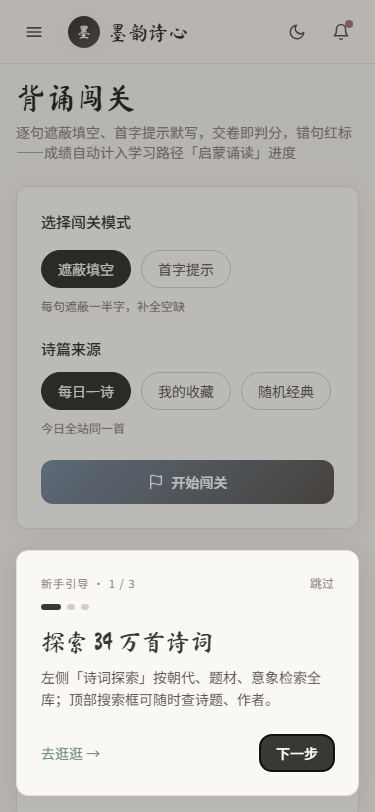 墨 墨韵诗心
背诵闯关
逐句遮蔽填空、首字提示默写，交卷即判分，错句红标
——成绩自动计入学习路径「启蒙诵读」进度
选择闯关模式
遮蔽填空 首字提示
每句遮蔽一半字，补全空缺
诗篇来源
每日一诗 我的收藏 随机经典
今日全站同一首
开始闯关
新手引导 · 1 / 3 跳过
探索 34 万首诗词
左侧「诗词探索」按朝代、题材、意象检索全
库；顶部搜索框可随时查诗题、作者。
去逛逛 → 下一步